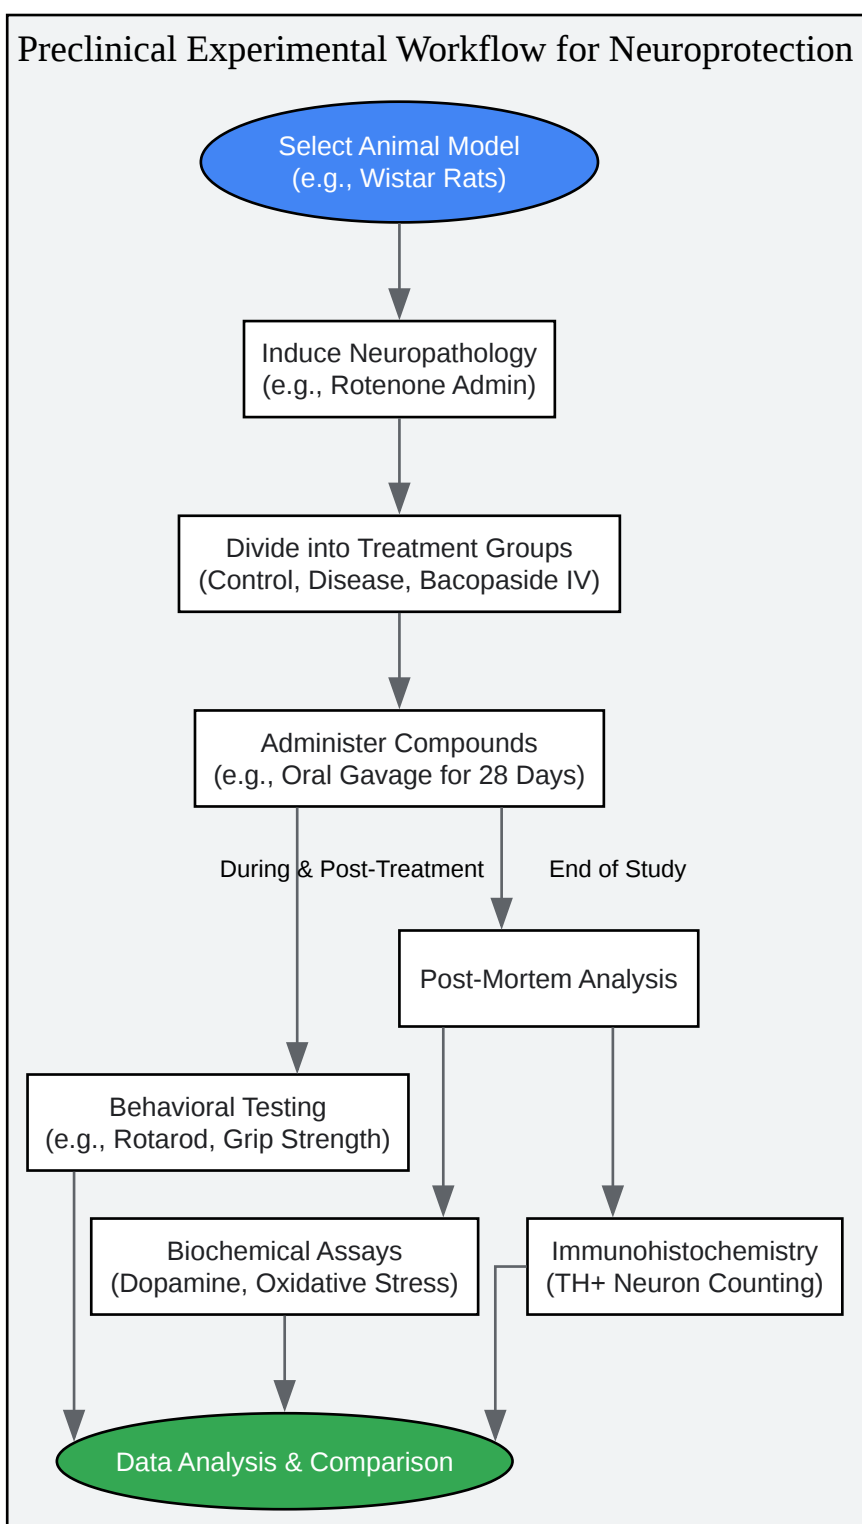 Preclinical Experimental Workflow for Neuroprotection
Select Animal Model
(e.g., Wistar Rats)
Induce Neuropathology
(e.g., Rotenone Admin)
Divide into Treatment Groups
(Control, Disease, Bacopaside IV)
Administer Compounds
(e.g., Oral Gavage for 28 Days)
During & Post-Treatment
End of Study
Post-Mortem Analysis
Behavioral Testing
(e.g., Rotarod, Grip Strength)
Biochemical Assays
(Dopamine, Oxidative Stress)
Immunohistochemistry
(TH+ Neuron Counting)
Data Analysis & Comparison